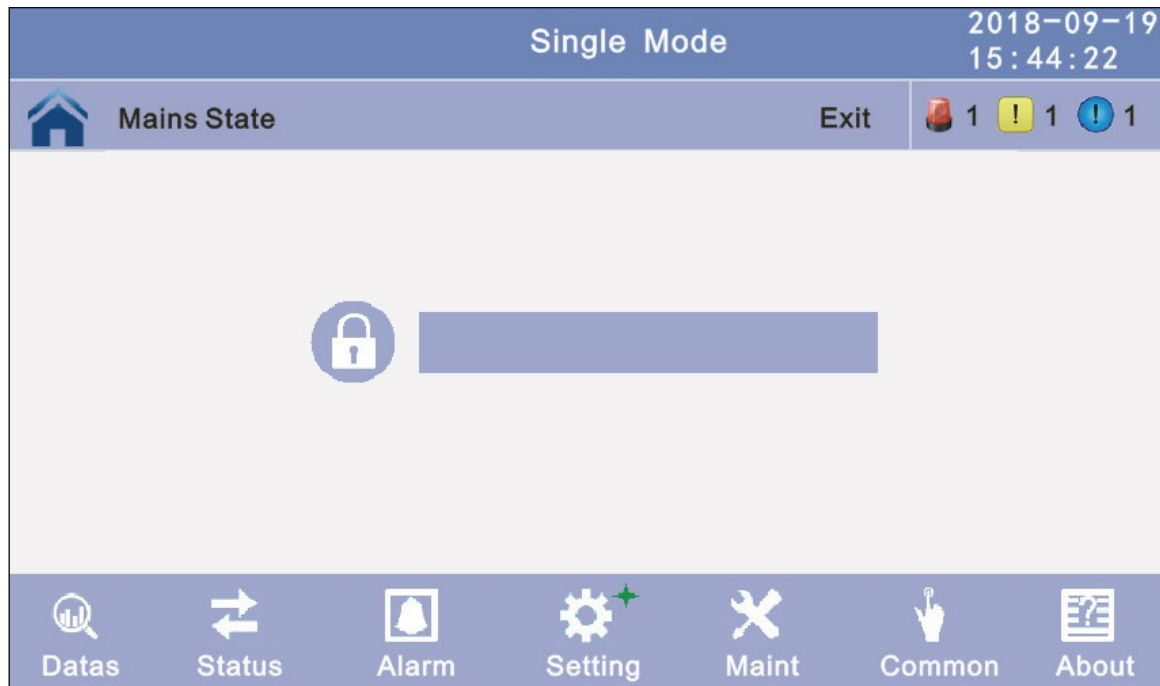 Single Mode
2018-09-19
15:44:22
Mains State
Exit
1
1
1
Datas
Status
Alarm
Setting
Maint
Common
About